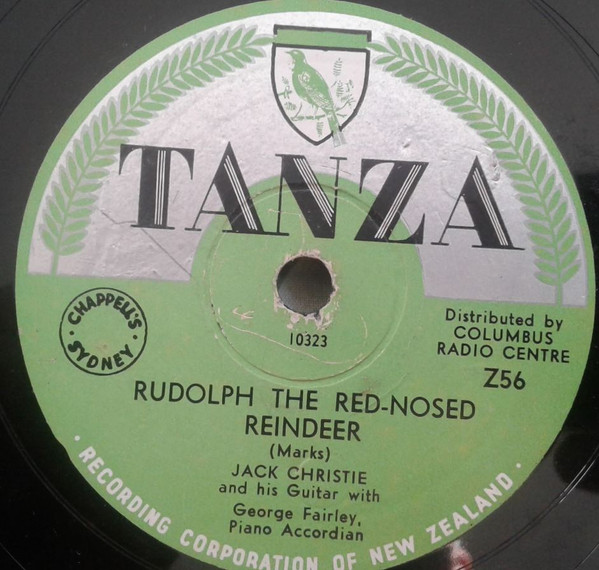 TANZA
CHAPPELL'S
SYDNEY
Distributed by
COLUMBUS
RADIO CENTRE
Z56
10323
RUDOLPH THE RED-NOSED
REINDEER
(Marks)
JACK CHRISTIE
and his Guitar with
George Fairley,
Piano Accordian
· RECORDING CORPORATION OF NEW ZEALAND ·